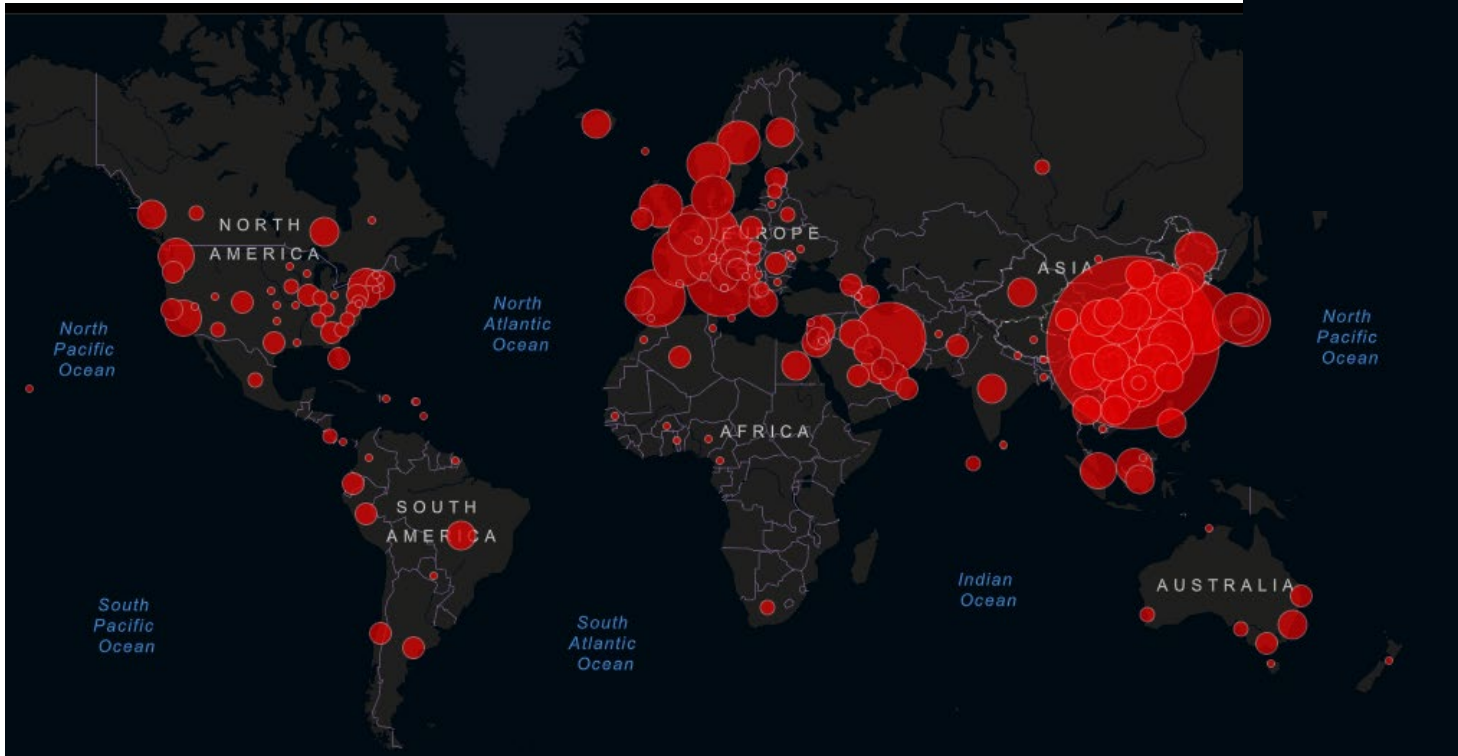 NORTH
AMERICA
EUROPE
ASIA
North
Pacific
Ocean
North
Atlantic
Ocean
North
Pacific
Ocean
AFRICA
SOUTH
AMERICA
AUSTRALIA
Indian
Ocean
South
Pacific
Ocean
South
Atlantic
Ocean